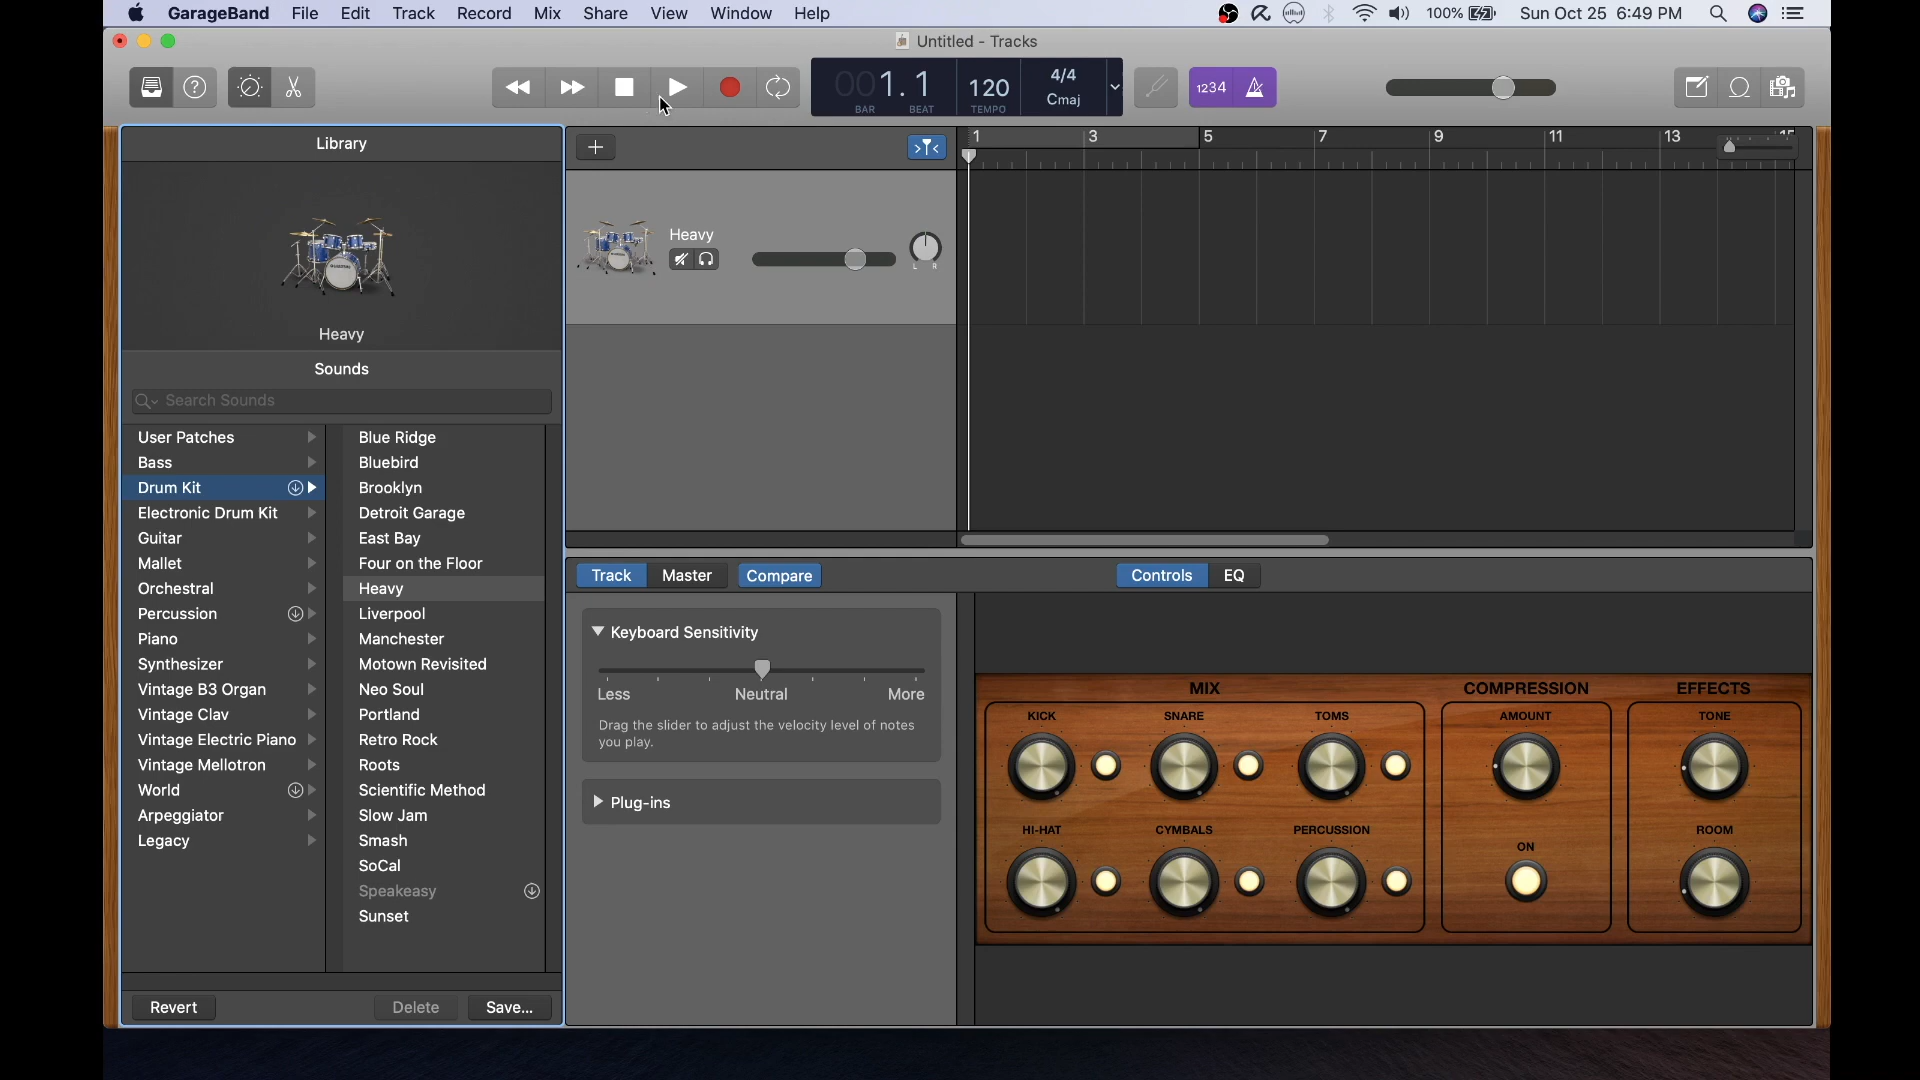 GarageBand File Edit Track Record Mix Share View Window Help 100% Sun Oct 25 6:49 PM
Untitled - Tracks
001. 1 120 4/4 Cmaj
BAR BEAT TEMPO
1234
Library
1 3 5 7 9 11 13 15
Heavy
L R
Heavy
Sounds
Search Sounds
User Patches
Bass
Drum Kit
Electronic Drum Kit
Guitar
Mallet
Orchestral
Percussion
Piano
Synthesizer
Vintage B3 Organ
Vintage Clav
Vintage Electric Piano
Vintage Mellotron
World
Arpeggiator
Legacy
Blue Ridge
Bluebird
Brooklyn
Detroit Garage
East Bay
Four on the Floor
Heavy
Liverpool
Manchester
Motown Revisited
Neo Soul
Portland
Retro Rock
Roots
Scientific Method
Slow Jam
Smash
SoCal
Speakeasy
Sunset
Revert Delete Save...
Track Master Compare Controls EQ
Keyboard Sensitivity
Less Neutral More
Drag the slider to adjust the velocity level of notes
you play.
Plug-ins
MIX COMPRESSION EFFECTS
KICK SNARE TOMS AMOUNT TONE
HI-HAT CYMBALS PERCUSSION ON ROOM